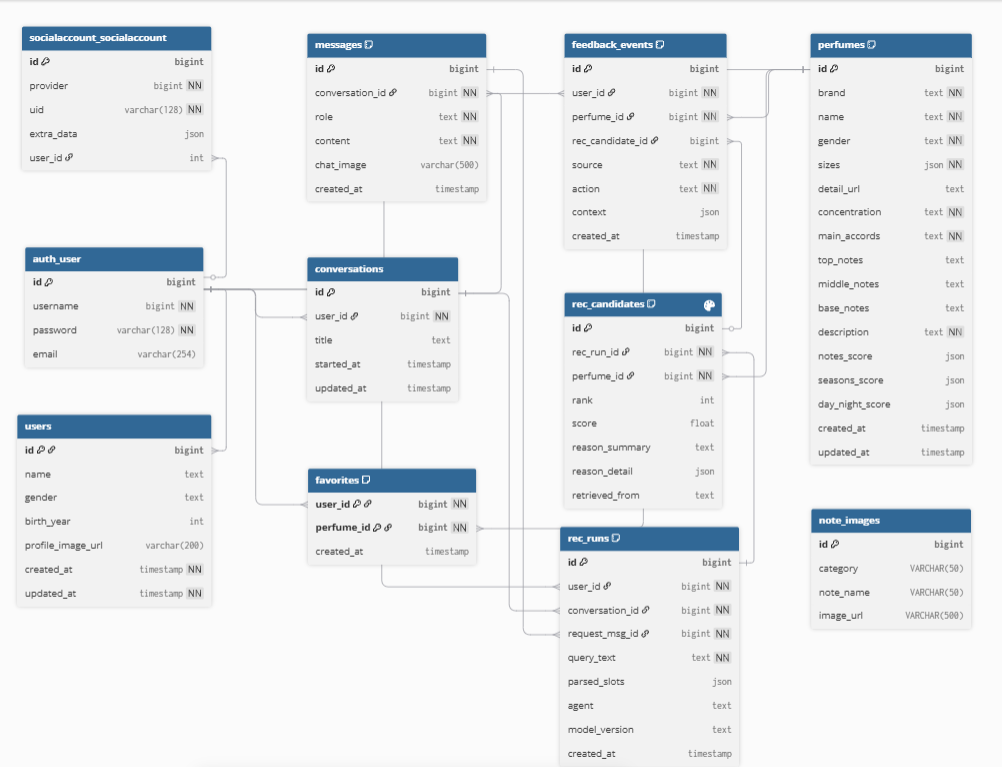 socialaccount_socialaccount
id bigint
provider bigint NN
uid varchar(128) NN
extra_data json
user_id int
auth_user
id bigint
username bigint NN
password varchar(128) NN
email varchar(254)
users
id bigint
name text
gender text
birth_year int
profile_image_url varchar(200)
created_at timestamp NN
updated_at timestamp NN
messages
id bigint
conversation_id bigint NN
role text NN
content text NN
chat_image varchar(500)
created_at timestamp
conversations
id bigint
user_id bigint NN
title text
started_at timestamp
updated_at timestamp
favorites
user_id bigint NN
perfume_id bigint NN
created_at timestamp
feedback_events
id bigint
user_id bigint NN
perfume_id bigint NN
rec_candidate_id bigint
source text NN
action text NN
context json
created_at timestamp
rec_candidates
id bigint
rec_run_id bigint NN
perfume_id bigint NN
rank int
score float
reason_summary text
reason_detail json
retrieved_from text
rec_runs
id bigint
user_id bigint NN
conversation_id bigint NN
request_msg_id bigint NN
query_text text NN
parsed_slots json
agent text
model_version text
created_at timestamp
perfumes
id bigint
brand text NN
name text NN
gender text NN
sizes json NN
detail_url text
concentration text NN
main_accords text NN
top_notes text
middle_notes text
base_notes text
description text NN
notes_score json
seasons_score json
day_night_score json
created_at timestamp
updated_at timestamp
note_images
id bigint
category VARCHAR(50)
note_name VARCHAR(50)
image_url VARCHAR(500)